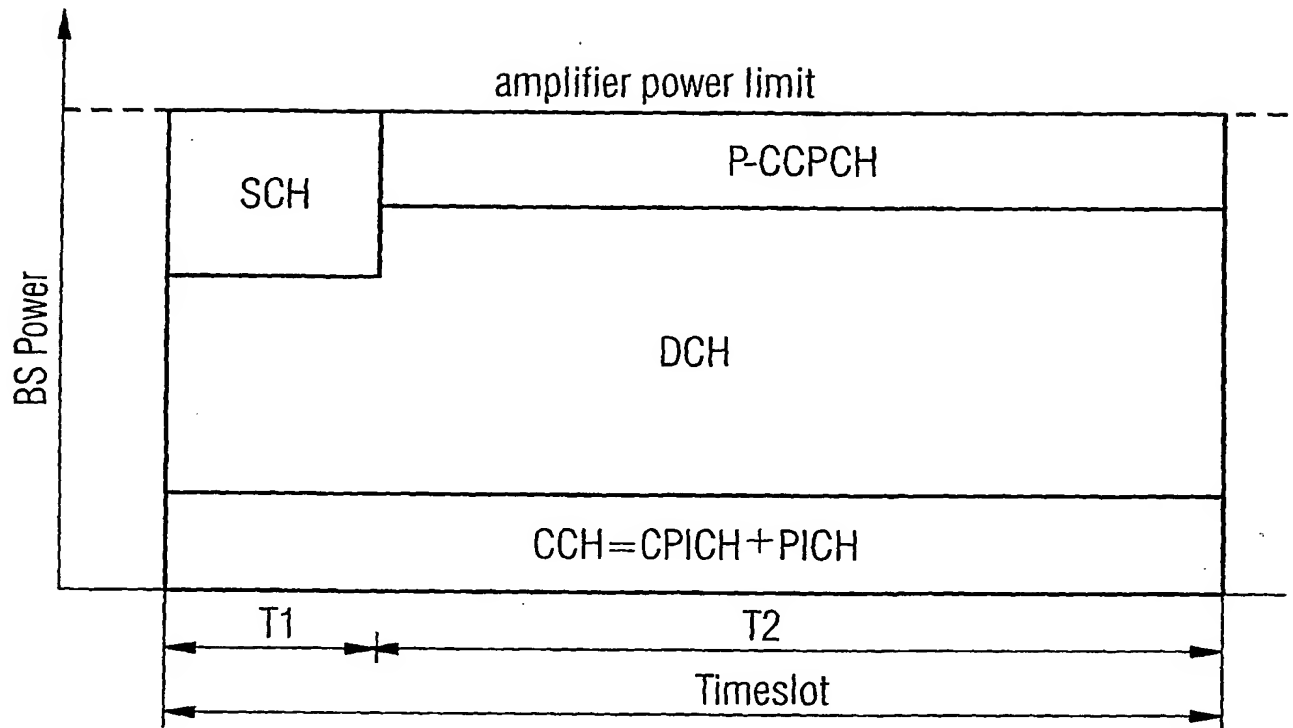 amplifier power limit
P-CCPCH
SCH
BS Power
DCH
CCH=CPICH+PICH
T1
T2
Timeslot